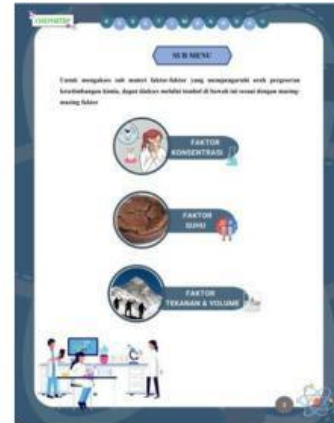 KESETIMBANGAN
SUB MENU
Untuk mengakses sub materi faktor-faktor yang mempengaruhi arah pergeseran
kesetimbangan kimia, dapat diakses melalui tombol di bawah ini sesuai dengan masing-
masing faktor
FAKTOR
KONSENTRASI
FAKTOR
SUHU
FAKTOR
TEKANAN & VOLUME